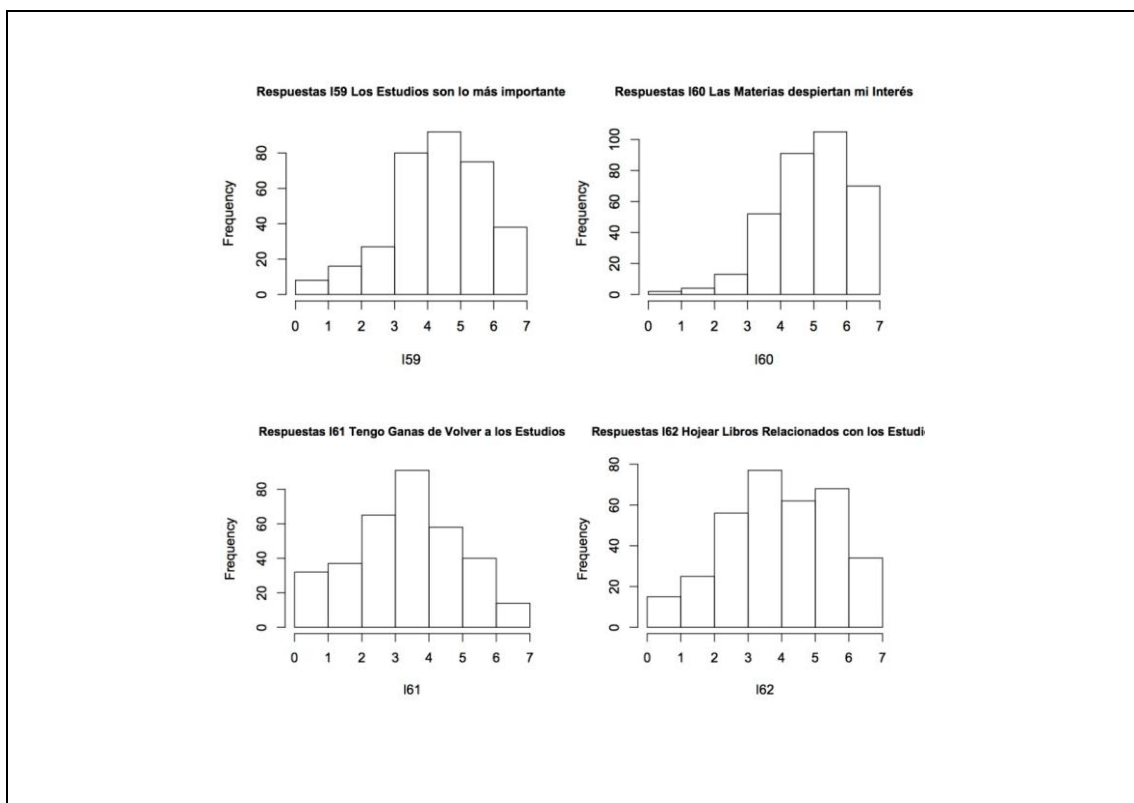 Respuestas I59 Los Estudios son lo más importante
Frequency
0 20 40 60 80
0 1 2 3 4 5 6 7
I59
Respuestas I60 Las Materias despiertan mi Interés
Frequency
0 20 40 60 80 100
0 1 2 3 4 5 6 7
I60
Respuestas I61 Tengo Ganas de Volver a los Estudios
Frequency
0 20 40 60 80
0 1 2 3 4 5 6 7
I61
Respuestas I62 Hojear Libros Relacionados con los Estudi
Frequency
0 20 40 60 80
0 1 2 3 4 5 6 7
I62